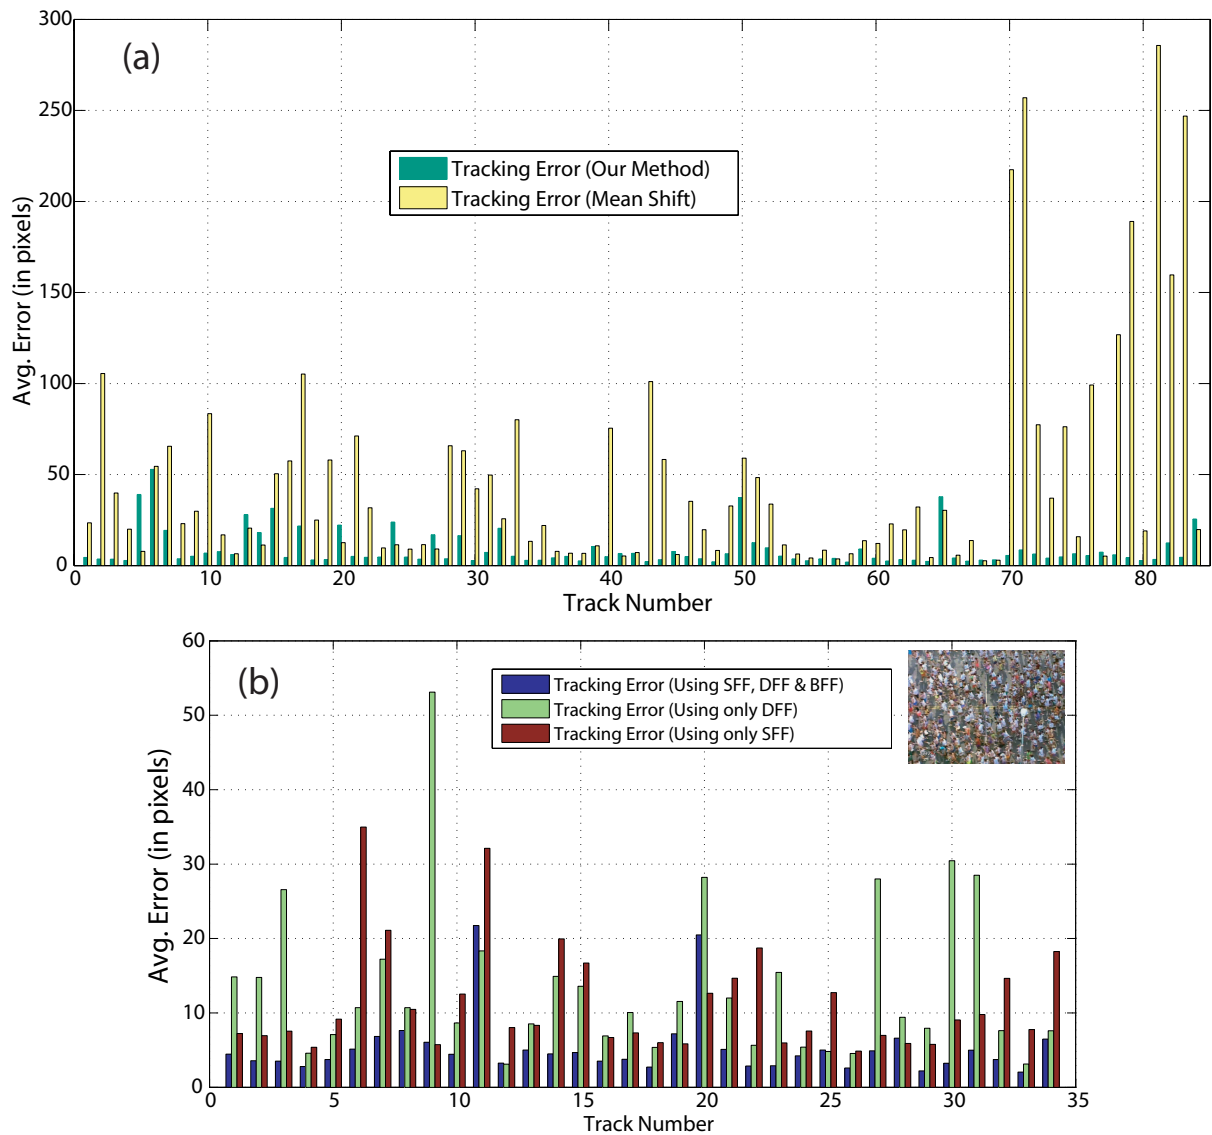 300
250
200
150
100
50
0
Avg. Error (in pixels)
(a)
Tracking Error (Our Method)
Tracking Error (Mean Shift)
0 10 20 30 40 50 60 70 80
Track Number
60
50
40
30
20
10
0
Avg. Error (in pixels)
(b)
Tracking Error (Using SFF, DFF & BFF)
Tracking Error (Using only DFF)
Tracking Error (Using only SFF)
0 5 10 15 20 25 30 35
Track Number